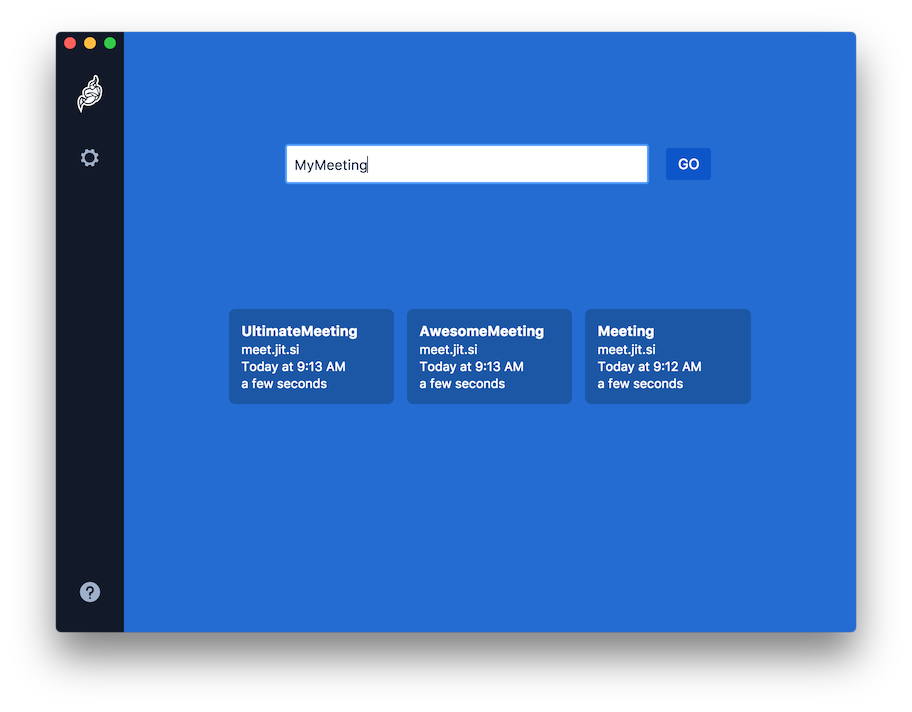 MyMeeting
GO
UltimateMeeting
meet.jit.si
Today at 9:13 AM
a few seconds
AwesomeMeeting
meet.jit.si
Today at 9:13 AM
a few seconds
Meeting
meet.jit.si
Today at 9:12 AM
a few seconds
?